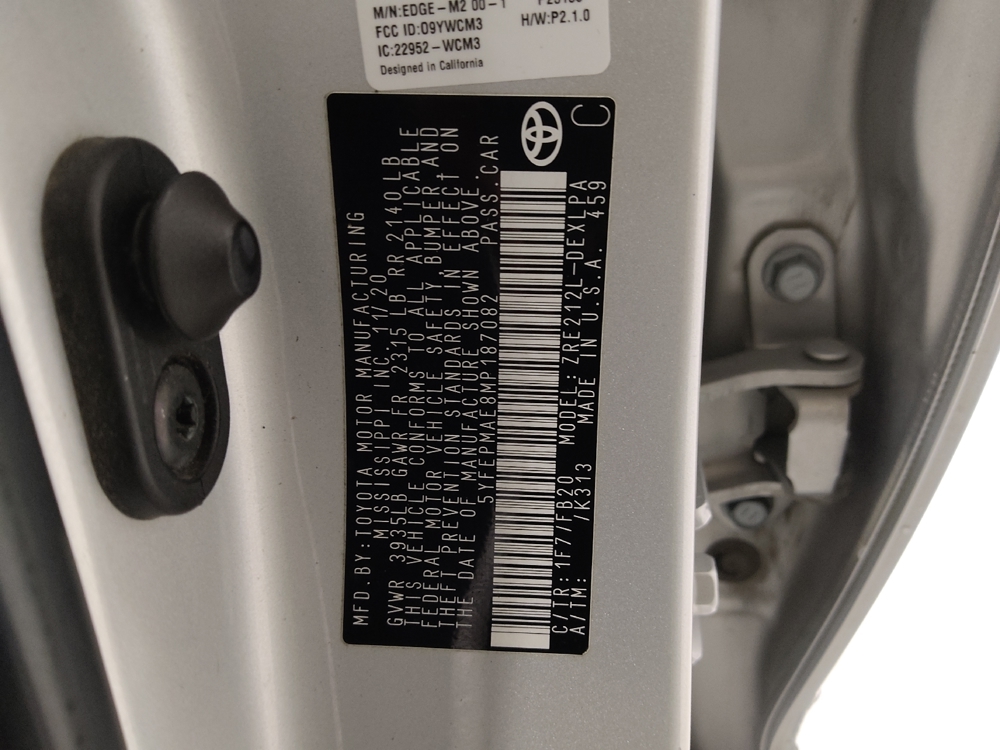 M/N:EDGE-M2 00-1
FCC ID:O9YWCM3
H/W:P2.1.0
IC:22952-WCM3
Designed in California
MFD.BY:TOYOTA MOTOR MANUFACTURING
MISSISSIPPI INC. 11/20
GVWR 3935LB GAWR FR 2315 LB RR 2140 LB
THIS VEHICLE CONFORMS TO ALL APPLICABLE
FEDERAL MOTOR VEHICLE SAFETY, BUMPER AND
THEFT PREVENTION STANDARDS IN EFFECT ON
THE DATE OF MANUFACTURE SHOWN ABOVE.
5YFEPMAE8MP187082 PASS.CAR
C/TR: 1F7/FB20 MODEL: ZRE212L-DEXLPA
A/TM: /K313 MADE IN U.S.A. 459
C